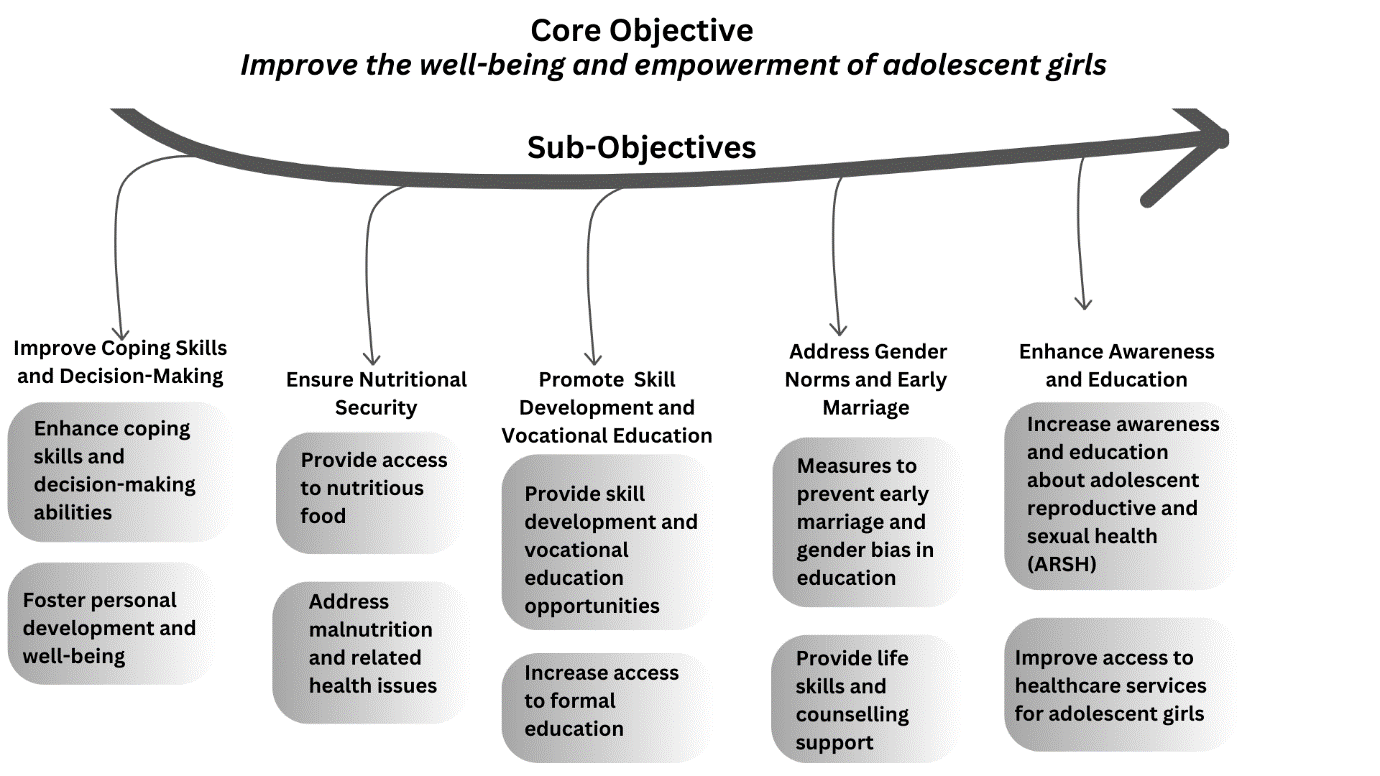 Core Objective
Improve the well-being and empowerment of adolescent girls
Sub-Objectives
Improve Coping Skills
and Decision-Making
Enhance coping
skills and
decision-making
abilities
Foster personal
development and
well-being
Ensure Nutritional
Security
Provide access
to nutritious
food
Address
malnutrition
and related
health issues
Promote Skill
Development and
Vocational Education
Provide skill
development and
vocational
education
opportunities
Increase access
to formal
education
Address Gender
Norms and Early
Marriage
Measures to
prevent early
marriage and
gender bias in
education
Provide life
skills and
counselling
support
Enhance Awareness
and Education
Increase awareness
and education
about adolescent
reproductive and
sexual health
(ARSH)
Improve access to
healthcare services
for adolescent girls